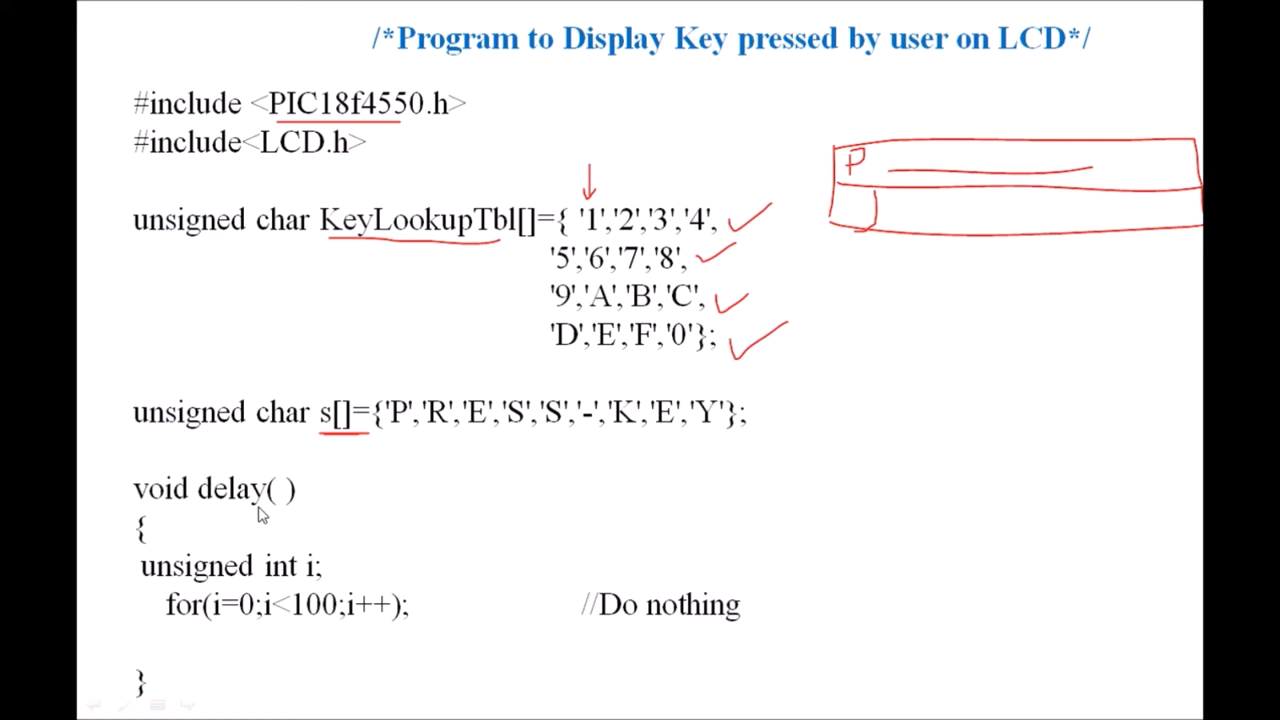 /*Program to Display Key pressed by user on LCD*/
#include <PIC18f4550.h>
#include<LCD.h>
P
unsigned char KeyLookupTbl[]={ '1','2','3','4',
'5','6','7','8',
'9','A','B','C',
'D','E','F','0'};
unsigned char s[]={'P','R','E','S','S','-','K','E','Y'};
void delay( )
{
unsigned int i;
for(i=0;i<100;i++); //Do nothing
}